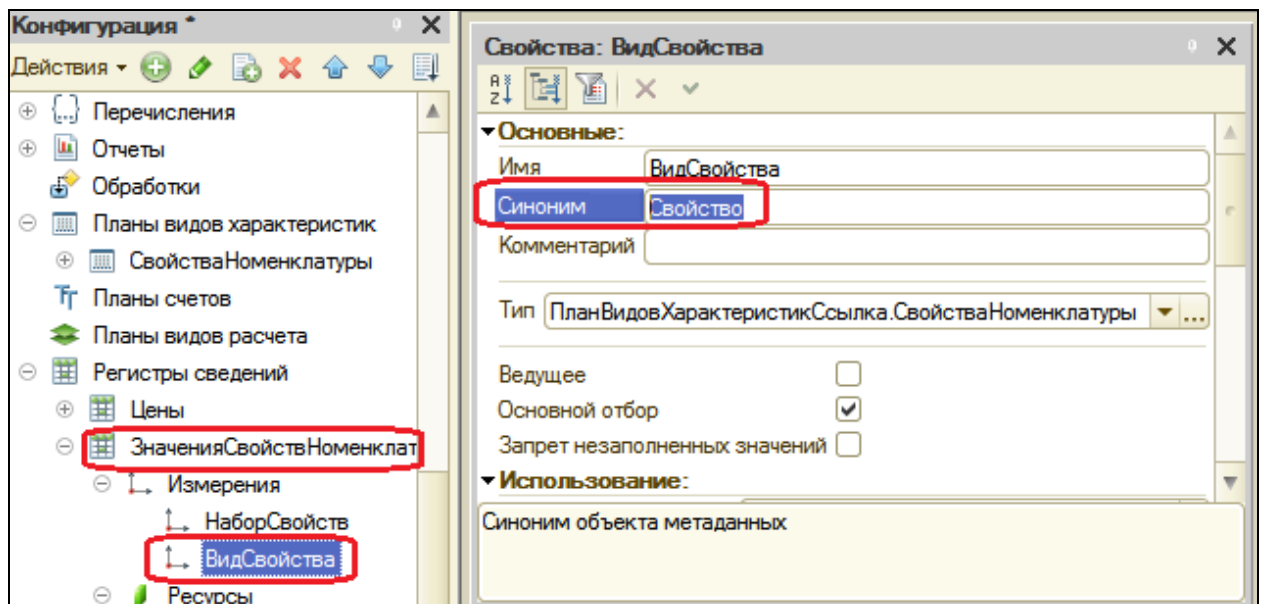 Конфигурация *
Действия
Перечисления
Отчеты
Обработки
Планы видов характеристик
СвойстваНоменклатуры
Планы счетов
Планы видов расчета
Регистры сведений
Цены
ЗначенияСвойствНоменклат
Измерения
НаборСвойств
ВидСвойства
Ресурсы
Свойства: ВидСвойства
Основные:
Имя ВидСвойства
Синоним Свойство
Комментарий
Тип ПланВидовХарактеристикСсылка.СвойстваНоменклатуры ...
Ведущее
Основной отбор
Запрет незаполненных значений
Использование:
Синоним объекта метаданных